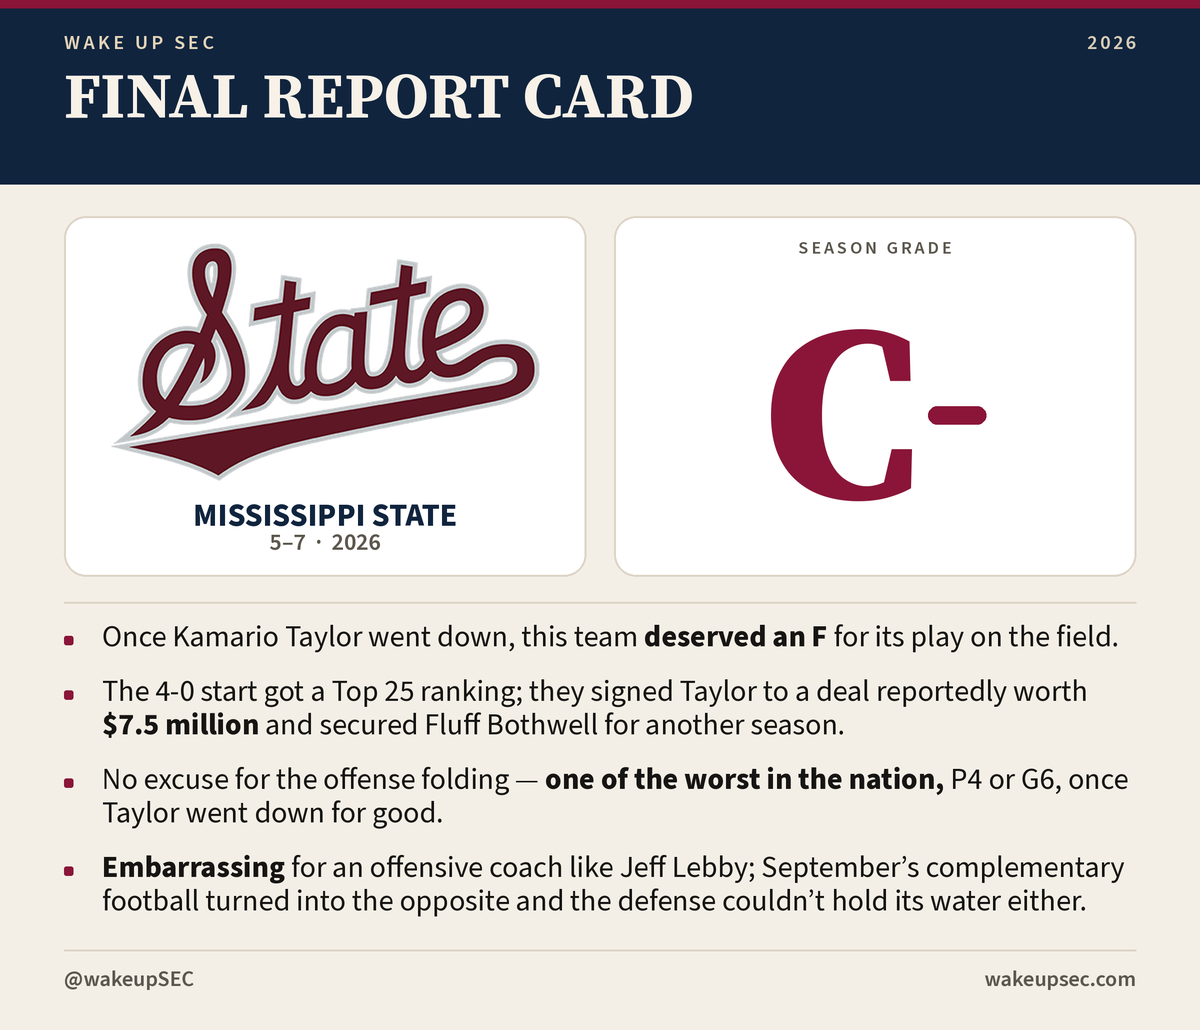 WAKE UP SEC
2026
FINAL REPORT CARD
State
MISSISSIPPI STATE
5–7 · 2026
SEASON GRADE
C-
Once Kamario Taylor went down, this team deserved an F for its play on the field.
The 4-0 start got a Top 25 ranking; they signed Taylor to a deal reportedly worth
$7.5 million and secured Fluff Bothwell for another season.
No excuse for the offense folding — one of the worst in the nation, P4 or G6, once
Taylor went down for good.
Embarrassing for an offensive coach like Jeff Lebby; September’s complementary
football turned into the opposite and the defense couldn’t hold its water either.
@wakeupSEC
wakeupsec.com